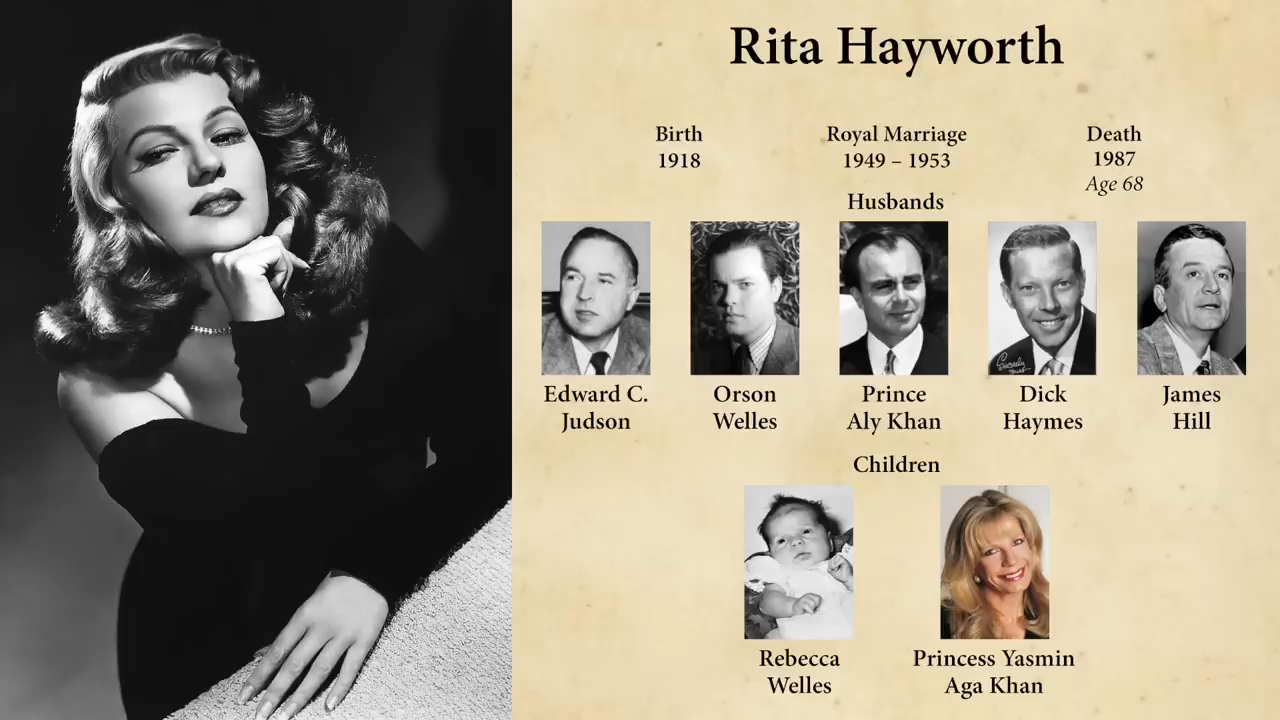 Rita Hayworth
Birth
1918
Royal Marriage
1949 – 1953
Death
1987
Age 68
Husbands
Edward C.
Judson
Orson
Welles
Prince
Aly Khan
Dick
Haymes
James
Hill
Sincerely
Children
Rebecca
Welles
Princess Yasmin
Aga Khan